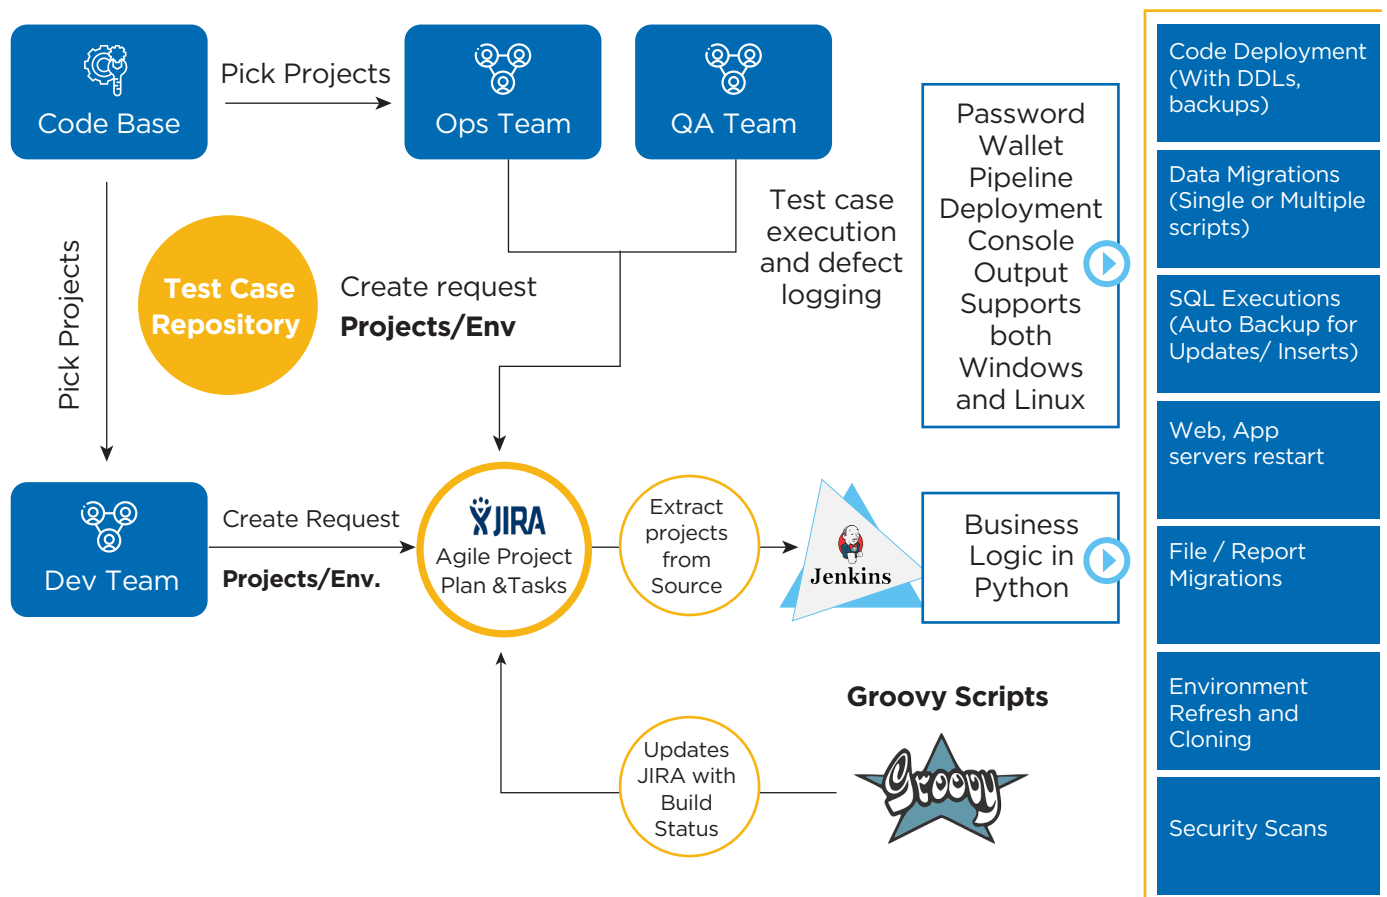 Code Base
Pick Projects
Ops Team
QA Team
Pick Projects
Test Case
Repository
Create request
Projects/Env
Test case
execution
and defect
logging
Password
Wallet
Pipeline
Deployment
Console
Output
Supports
both
Windows
and Linux
Dev Team
Create Request
Projects/Env.
JIRA
Agile Project
Plan &Tasks
Extract
projects
from
Source
Jenkins
Business
Logic in
Python
Groovy Scripts
Groovy
Updates
JIRA with
Build
Status
Code Deployment
(With DDLs,
backups)
Data Migrations
(Single or Multiple
scripts)
SQL Executions
(Auto Backup for
Updates/ Inserts)
Web, App
servers restart
File / Report
Migrations
Environment
Refresh and
Cloning
Security Scans